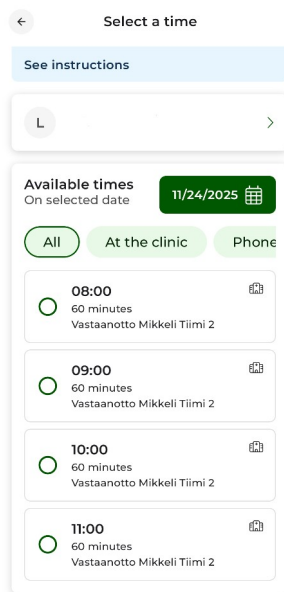 Select a time
See instructions
L
Available times
On selected date
11/24/2025
All
At the clinic
Phone
08:00
60 minutes
Vastaanotto Mikkeli Tiimi 2
09:00
60 minutes
Vastaanotto Mikkeli Tiimi 2
10:00
60 minutes
Vastaanotto Mikkeli Tiimi 2
11:00
60 minutes
Vastaanotto Mikkeli Tiimi 2